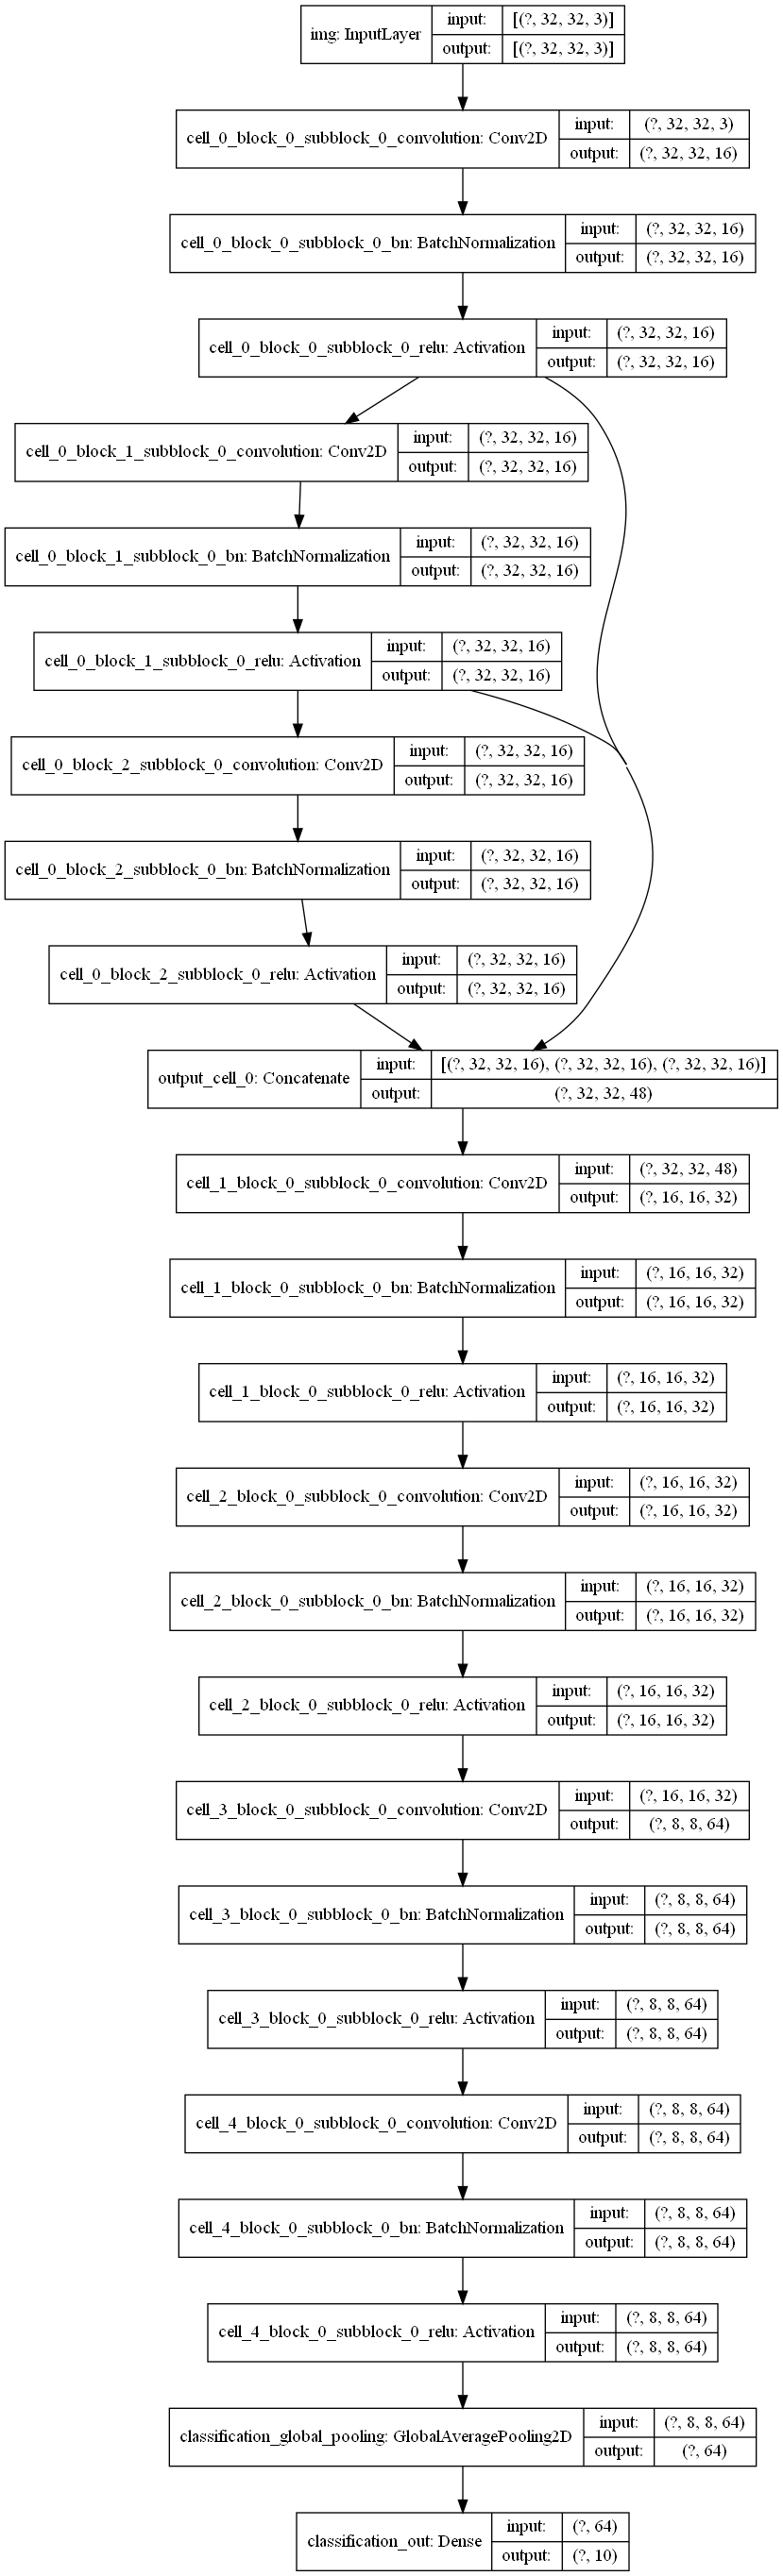 img: InputLayer
input: [(?, 32, 32, 3)]
output: [(?, 32, 32, 3)]
cell_0_block_0_subblock_0_convolution: Conv2D
input: (?, 32, 32, 3)
output: (?, 32, 32, 16)
cell_0_block_0_subblock_0_bn: BatchNormalization
input: (?, 32, 32, 16)
output: (?, 32, 32, 16)
cell_0_block_0_subblock_0_relu: Activation
input: (?, 32, 32, 16)
output: (?, 32, 32, 16)
cell_0_block_1_subblock_0_convolution: Conv2D
input: (?, 32, 32, 16)
output: (?, 32, 32, 16)
cell_0_block_1_subblock_0_bn: BatchNormalization
input: (?, 32, 32, 16)
output: (?, 32, 32, 16)
cell_0_block_1_subblock_0_relu: Activation
input: (?, 32, 32, 16)
output: (?, 32, 32, 16)
cell_0_block_2_subblock_0_convolution: Conv2D
input: (?, 32, 32, 16)
output: (?, 32, 32, 16)
cell_0_block_2_subblock_0_bn: BatchNormalization
input: (?, 32, 32, 16)
output: (?, 32, 32, 16)
cell_0_block_2_subblock_0_relu: Activation
input: (?, 32, 32, 16)
output: (?, 32, 32, 16)
output_cell_0: Concatenate
input: [(?, 32, 32, 16), (?, 32, 32, 16), (?, 32, 32, 16)]
output: (?, 32, 32, 48)
cell_1_block_0_subblock_0_convolution: Conv2D
input: (?, 32, 32, 48)
output: (?, 16, 16, 32)
cell_1_block_0_subblock_0_bn: BatchNormalization
input: (?, 16, 16, 32)
output: (?, 16, 16, 32)
cell_1_block_0_subblock_0_relu: Activation
input: (?, 16, 16, 32)
output: (?, 16, 16, 32)
cell_2_block_0_subblock_0_convolution: Conv2D
input: (?, 16, 16, 32)
output: (?, 16, 16, 32)
cell_2_block_0_subblock_0_bn: BatchNormalization
input: (?, 16, 16, 32)
output: (?, 16, 16, 32)
cell_2_block_0_subblock_0_relu: Activation
input: (?, 16, 16, 32)
output: (?, 16, 16, 32)
cell_3_block_0_subblock_0_convolution: Conv2D
input: (?, 16, 16, 32)
output: (?, 8, 8, 64)
cell_3_block_0_subblock_0_bn: BatchNormalization
input: (?, 8, 8, 64)
output: (?, 8, 8, 64)
cell_3_block_0_subblock_0_relu: Activation
input: (?, 8, 8, 64)
output: (?, 8, 8, 64)
cell_4_block_0_subblock_0_convolution: Conv2D
input: (?, 8, 8, 64)
output: (?, 8, 8, 64)
cell_4_block_0_subblock_0_bn: BatchNormalization
input: (?, 8, 8, 64)
output: (?, 8, 8, 64)
cell_4_block_0_subblock_0_relu: Activation
input: (?, 8, 8, 64)
output: (?, 8, 8, 64)
classification_global_pooling: GlobalAveragePooling2D
input: (?, 8, 8, 64)
output: (?, 64)
classification_out: Dense
input: (?, 64)
output: (?, 10)